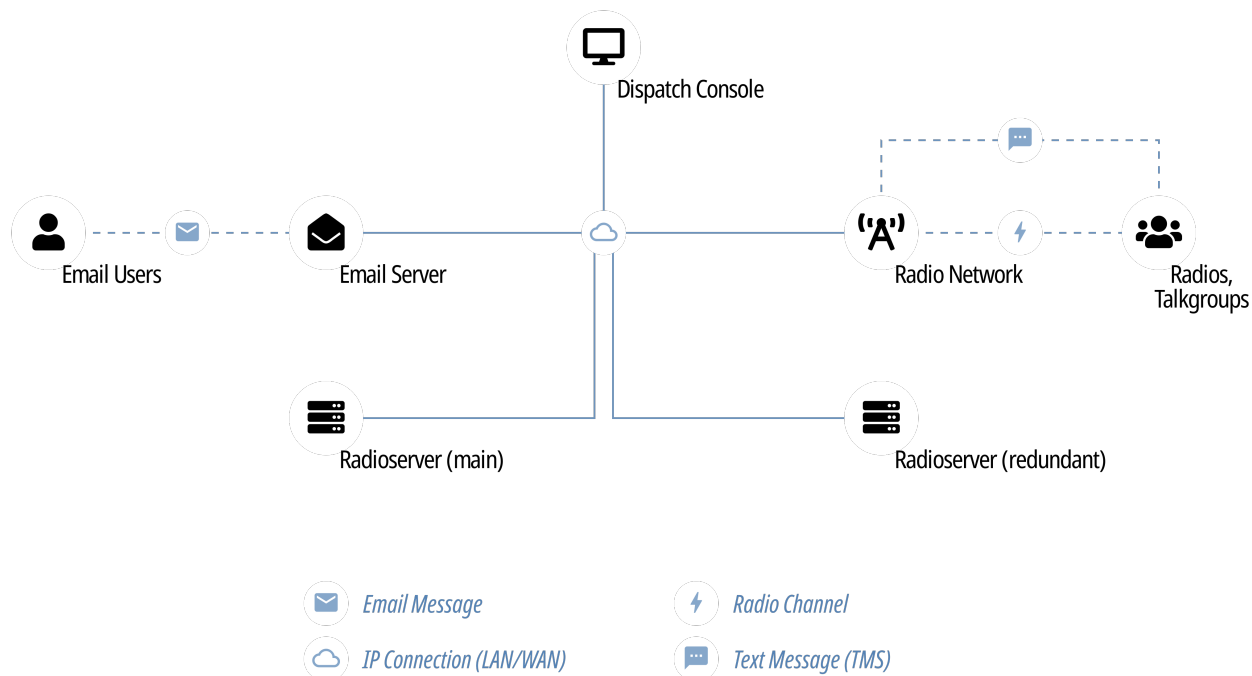 Dispatch Console
Email Users
Email Server
Radio Network
Radios,
Talkgroups
Radioserver (main)
Radioserver (redundant)
Email Message
Radio Channel
IP Connection (LAN/WAN)
Text Message (TMS)